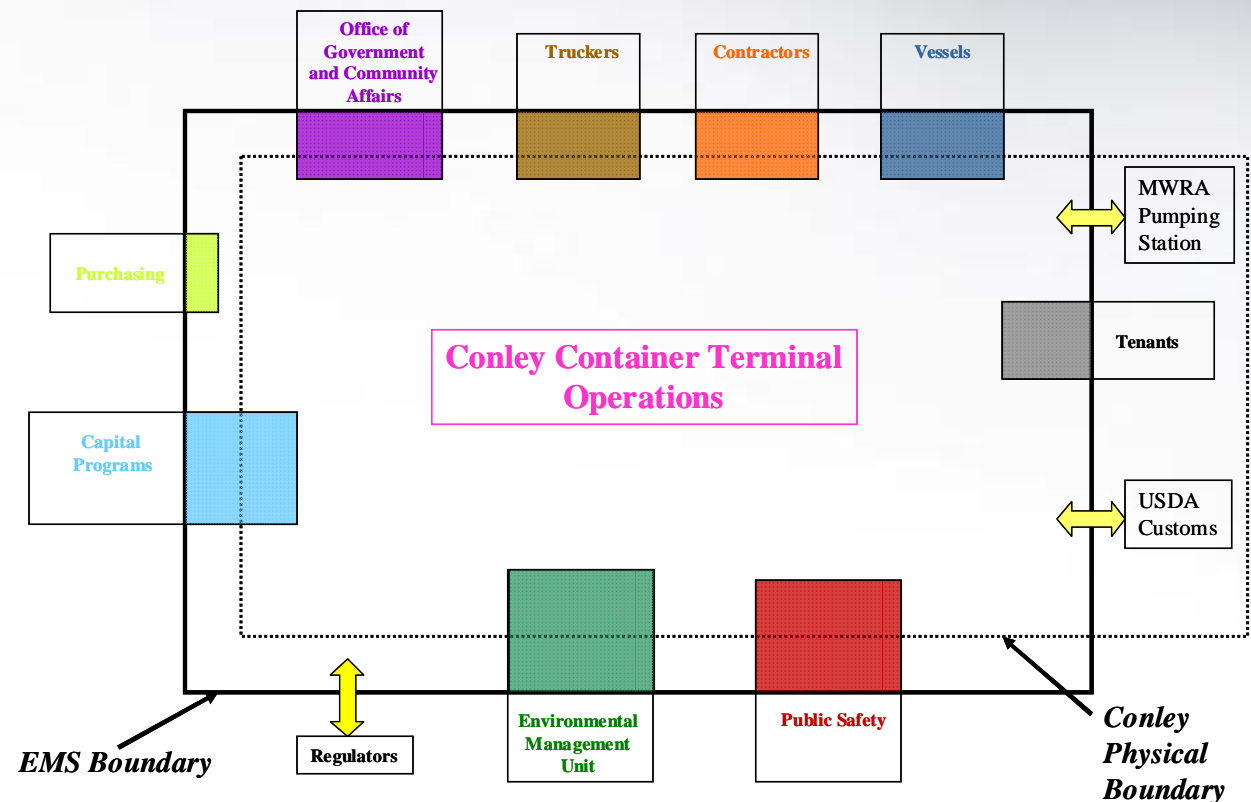 Office of
Government
and Community
Affairs
Truckers
Contractors
Vessels
MWRA
Pumping
Station
Purchasing
Tenants
Conley Container Terminal
Operations
Capital
Programs
USDA
Customs
Environmental
Management
Unit
Public Safety
Regulators
EMS Boundary
Conley
Physical
Boundary